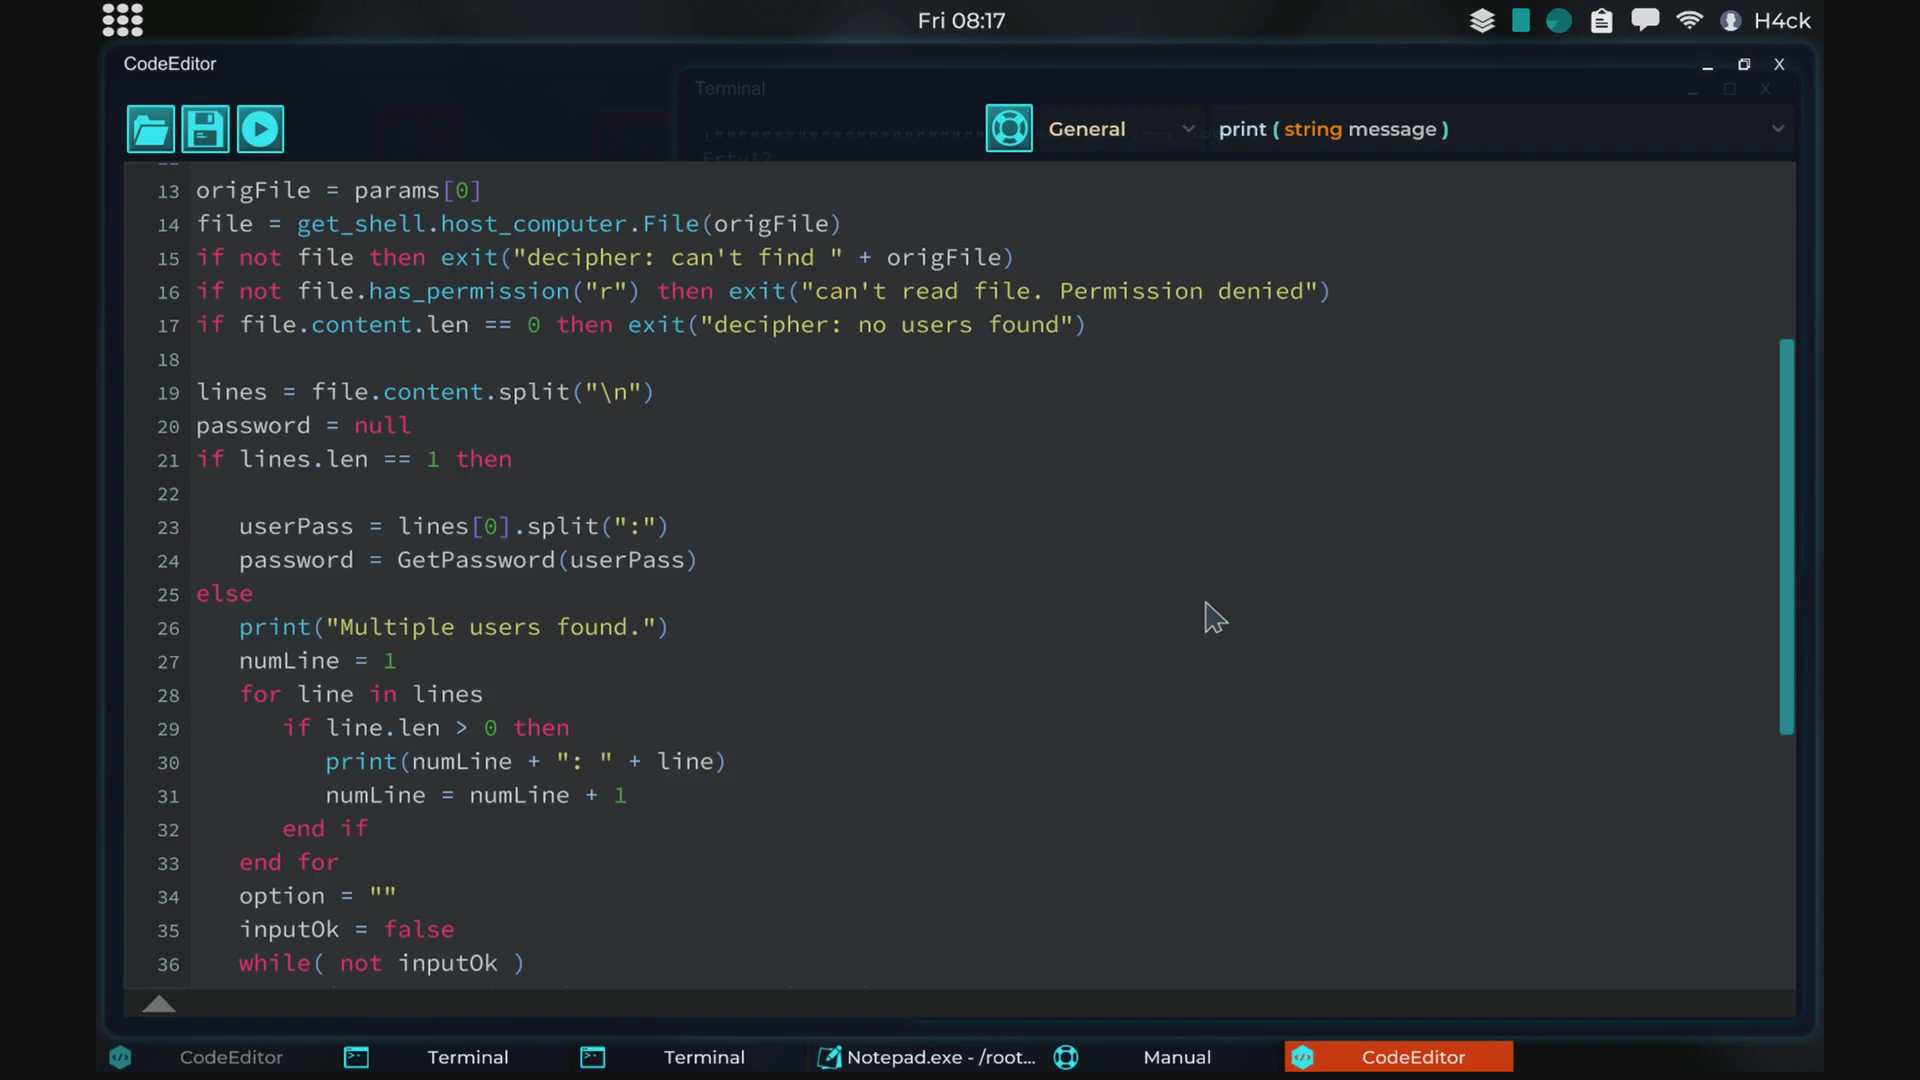 Fri 08:17
H4ck
CodeEditor
Terminal
General
print ( string message )
13 origFile = params[0]
14 file = get_shell.host_computer.File(origFile)
15 if not file then exit("decipher: can't find " + origFile)
16 if not file.has_permission("r") then exit("can't read file. Permission denied")
17 if file.content.len == 0 then exit("decipher: no users found")
18
19 lines = file.content.split("\n")
20 password = null
21 if lines.len == 1 then
22
23 userPass = lines[0].split(":")
24 password = GetPassword(userPass)
25 else
26 print("Multiple users found.")
27 numLine = 1
28 for line in lines
29 if line.len > 0 then
30 print(numLine + ": " + line)
31 numLine = numLine + 1
32 end if
33 end for
34 option = ""
35 inputOk = false
36 while( not inputOk )
CodeEditor
Terminal
Terminal
Notepad.exe - /root...
Manual
CodeEditor